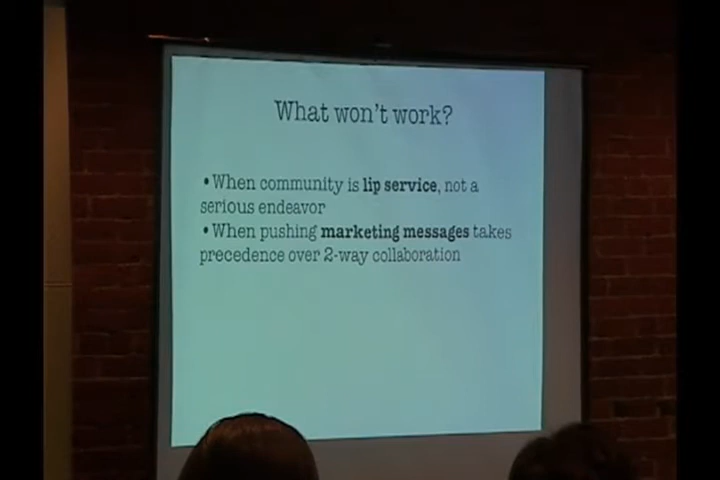 What won't work?
•When community is lip service, not a
serious endeavor
•When pushing marketing messages takes
precedence over 2-way collaboration